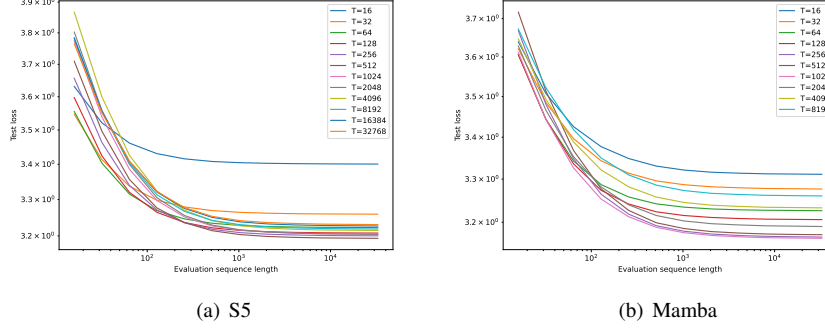 3.9 × 10⁰
3.8 × 10⁰
3.7 × 10⁰
3.6 × 10⁰
3.5 × 10⁰
3.4 × 10⁰
3.3 × 10⁰
3.2 × 10⁰
Test loss
10²
10³
10⁴
Evaluation sequence length
T=16
T=32
T=64
T=128
T=256
T=512
T=1024
T=2048
T=4096
T=8192
T=16384
T=32768
(a) S5
3.7 × 10⁰
3.6 × 10⁰
3.5 × 10⁰
3.4 × 10⁰
3.3 × 10⁰
3.2 × 10⁰
Test loss
10²
10³
10⁴
Evaluation sequence length
T=16
T=32
T=64
T=128
T=256
T=512
T=102
T=204
T=409
T=819
(b) Mamba